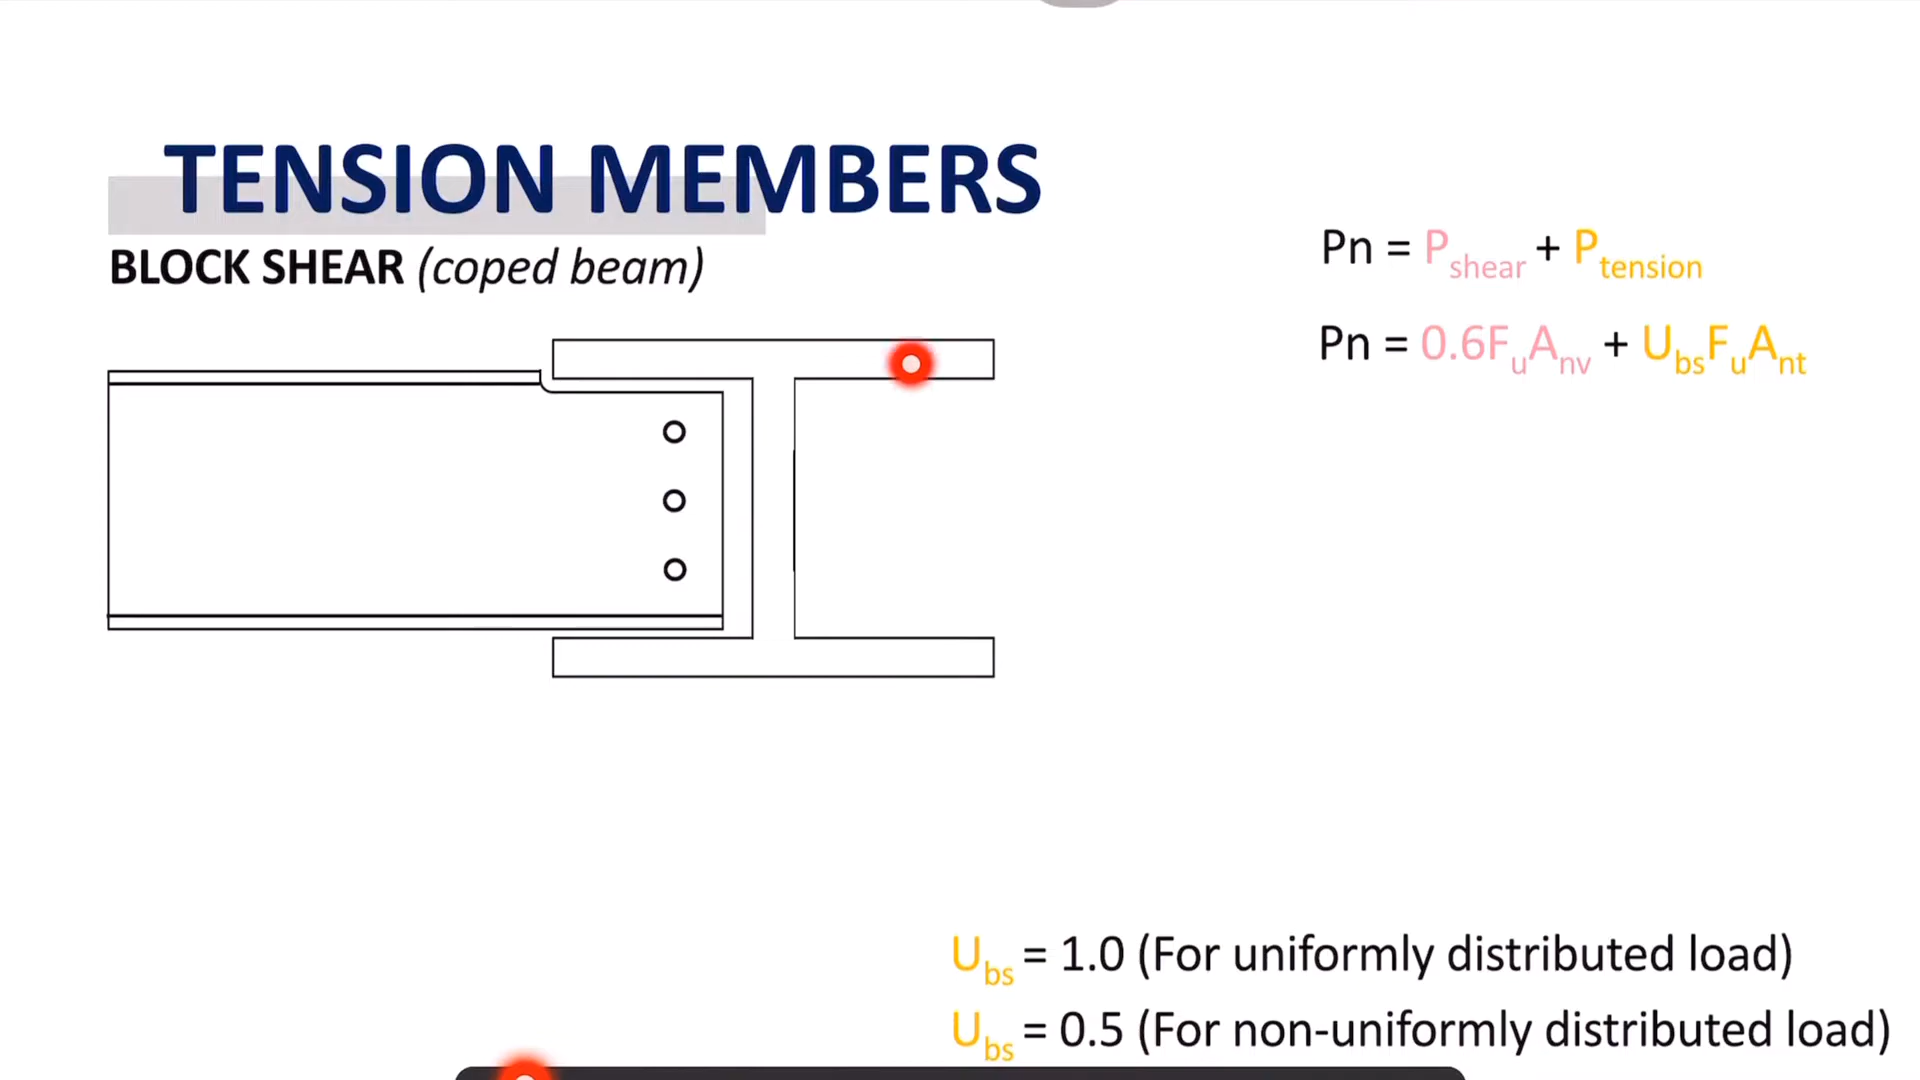 TENSION MEMBERS
BLOCK SHEAR (coped beam)
Pn = Pshear + Ptension
Pn = 0.6FuAnv + UbsFuAnt
Ubs = 1.0 (For uniformly distributed load)
Ubs = 0.5 (For non-uniformly distributed load)